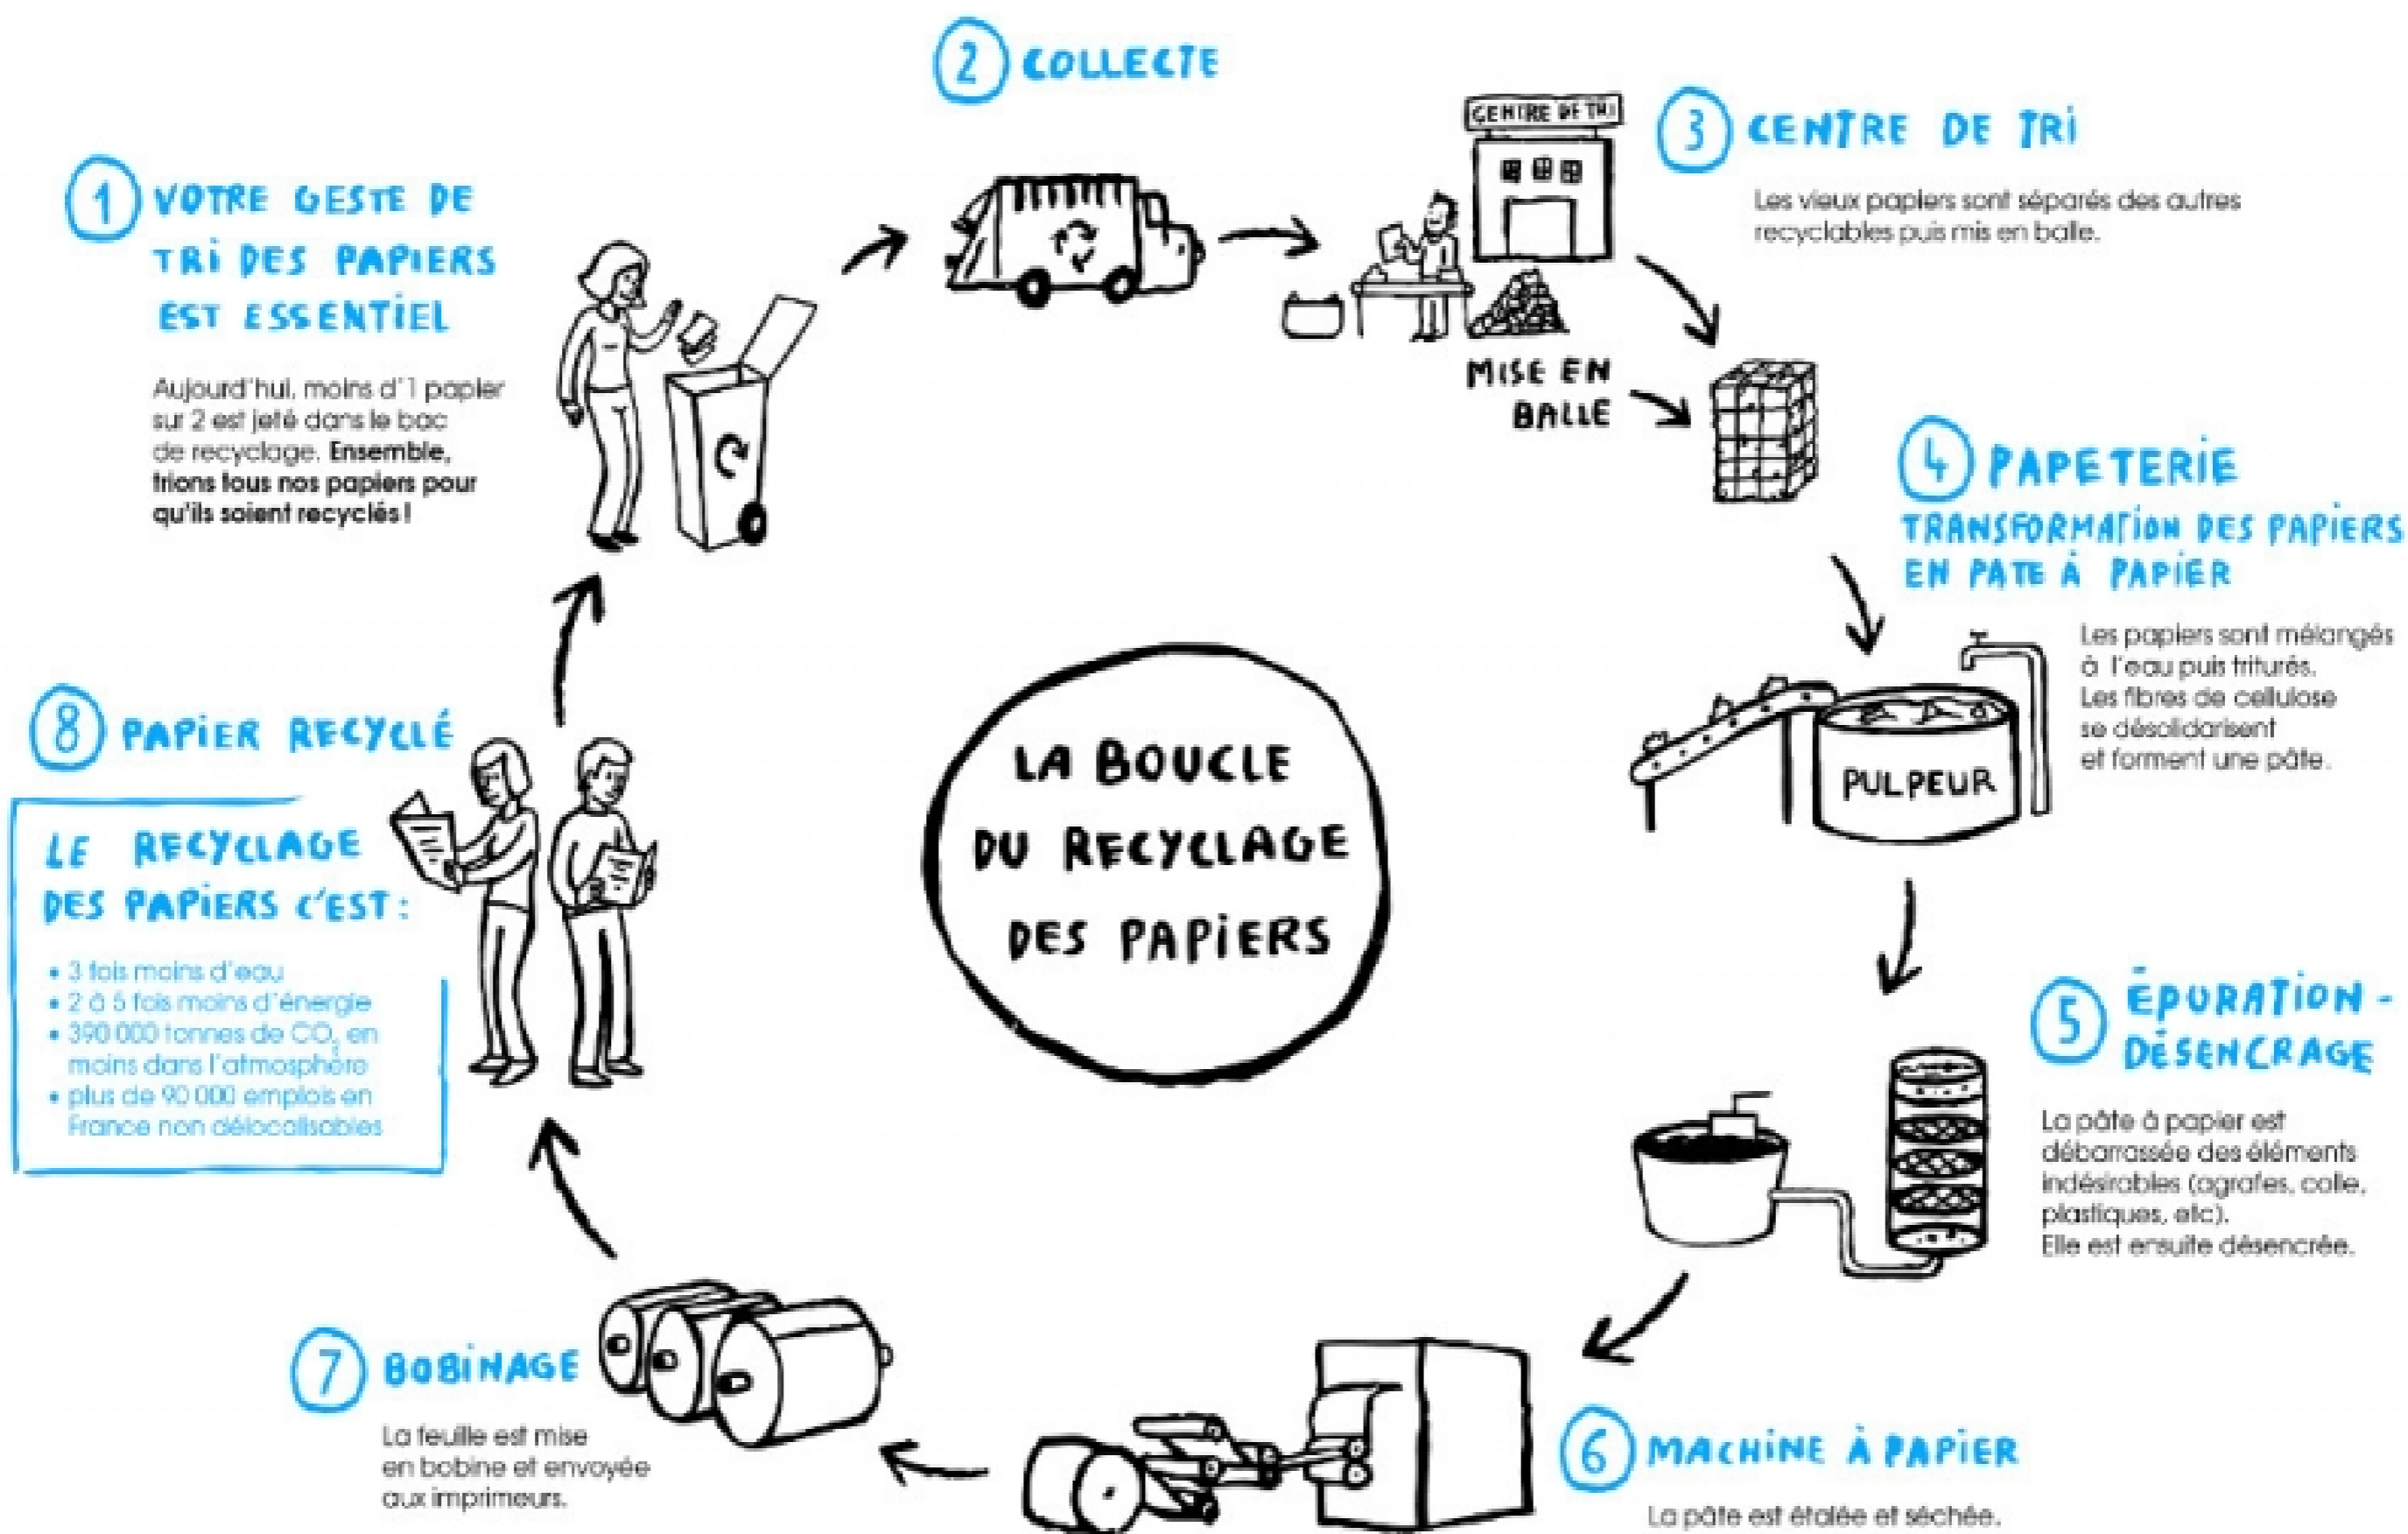 2 COLLECTE
CENTRE DE TRI
3 CENTRE DE TRI
Les vieux papiers sont séparés des autres
recyclables puis mis en balle.
1 VOTRE GESTE DE
TRI DES PAPIERS
EST ESSENTIEL
Aujourd'hui, moins d'1 papier
sur 2 est jeté dans le bac
de recyclage. Ensemble,
trions tous nos papiers pour
qu'ils soient recyclés !
MISE EN
BALLE
4 PAPETERIE
TRANSFORMATION DES PAPIERS
EN PATE À PAPIER
Les papiers sont mélangés
à l'eau puis triturés.
Les fibres de cellulose
se désolidarisent
et forment une pâte.
PULPEUR
LA BOUCLE
DU RECYCLAGE
DES PAPIERS
5 ÉPURATION -
DÉSENCRAGE
La pâte à papier est
débarrassée des éléments
indésirables (agrafes, colle,
plastiques, etc).
Elle est ensuite désencrée.
6 MACHINE À PAPIER
La pâte est étalée et séchée.
7 BOBINAGE
La feuille est mise
en bobine et envoyée
aux imprimeurs.
8 PAPIER RECYCLÉ
LE RECYCLAGE
DES PAPIERS C'EST :
• 3 fois moins d'eau
• 2 à 5 fois moins d'énergie
• 390 000 tonnes de CO₂ en
moins dans l'atmosphère
• plus de 90 000 emplois en
France non délocalisables